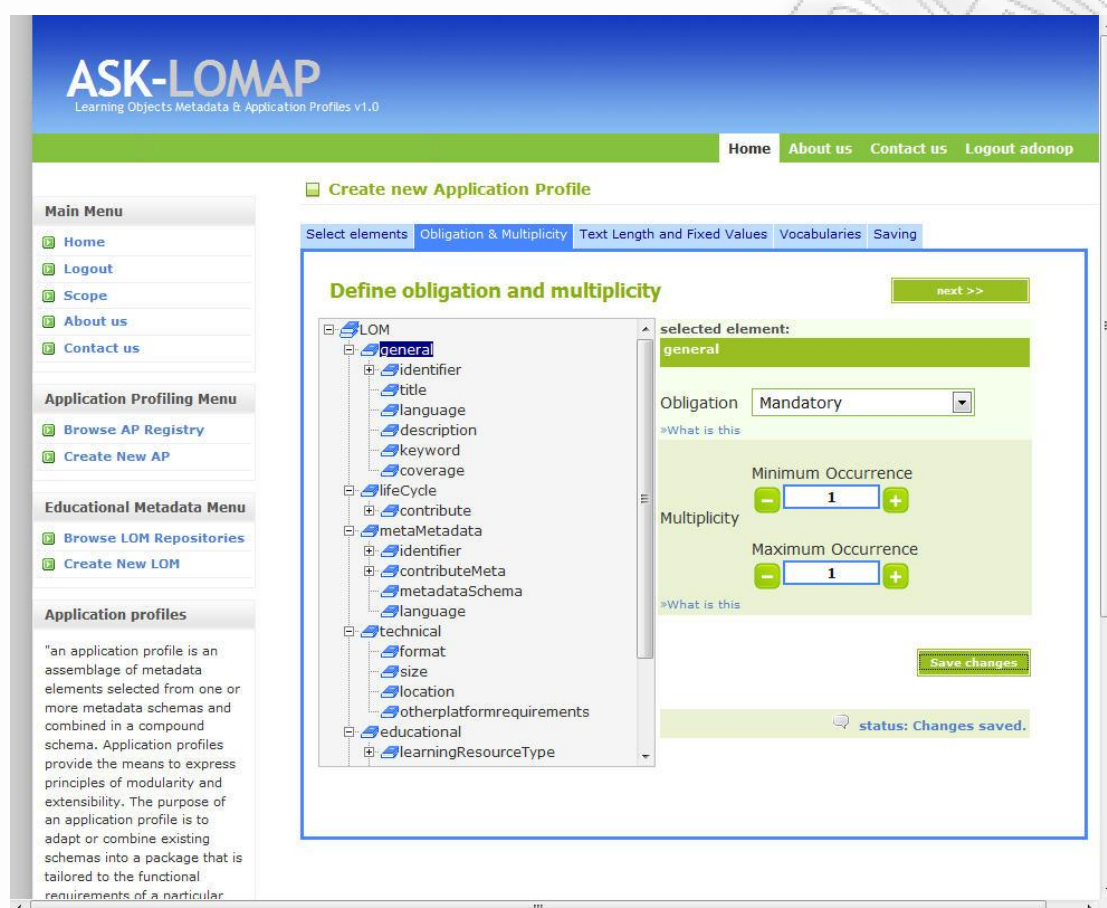 ASK-LOMAP
Learning Objects Metadata & Application Profiles v1.0
Home About us Contact us Logout adonop
Main Menu
Home
Logout
Scope
About us
Contact us
Application Profiling Menu
Browse AP Registry
Create New AP
Educational Metadata Menu
Browse LOM Repositories
Create New LOM
Application profiles
"an application profile is an
assemblage of metadata
elements selected from one or
more metadata schemas and
combined in a compound
schema. Application profiles
provide the means to express
principles of modularity and
extensibility. The purpose of
an application profile is to
adapt or combine existing
schemas into a package that is
tailored to the functional
requirements of a particular
Create new Application Profile
Select elements Obligation & Multiplicity Text Length and Fixed Values Vocabularies Saving
Define obligation and multiplicity
next >>
LOM
general
identifier
title
language
description
keyword
coverage
lifeCycle
contribute
metaMetadata
identifier
contributeMeta
metadataSchema
language
technical
format
size
location
otherplatformrequirements
educational
learningResourceType
selected element:
general
Obligation Mandatory
»What is this
Minimum Occurrence
1
Multiplicity
Maximum Occurrence
1
»What is this
Save changes
status: Changes saved.